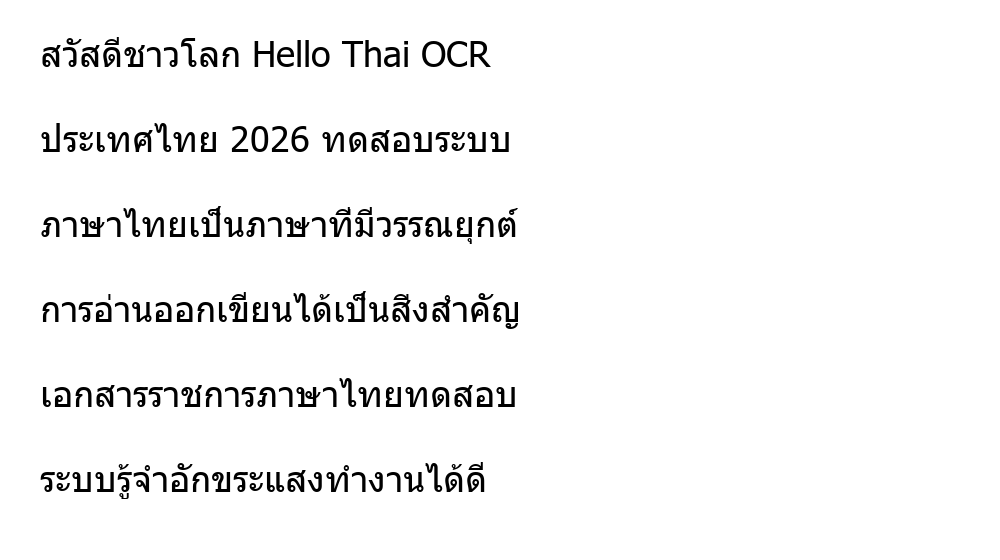 สวัสดีชาวโลก Hello Thai OCR
ประเทศไทย 2026 ทดสอบระบบ
ภาษาไทยเป็นภาษาที่มีวรรณยุกต์
การอ่านออกเขียนได้เป็นสิ่งสำคัญ
เอกสารราชการภาษาไทยทดสอบ
ระบบรู้จำอักขระแสงทำงานได้ดี